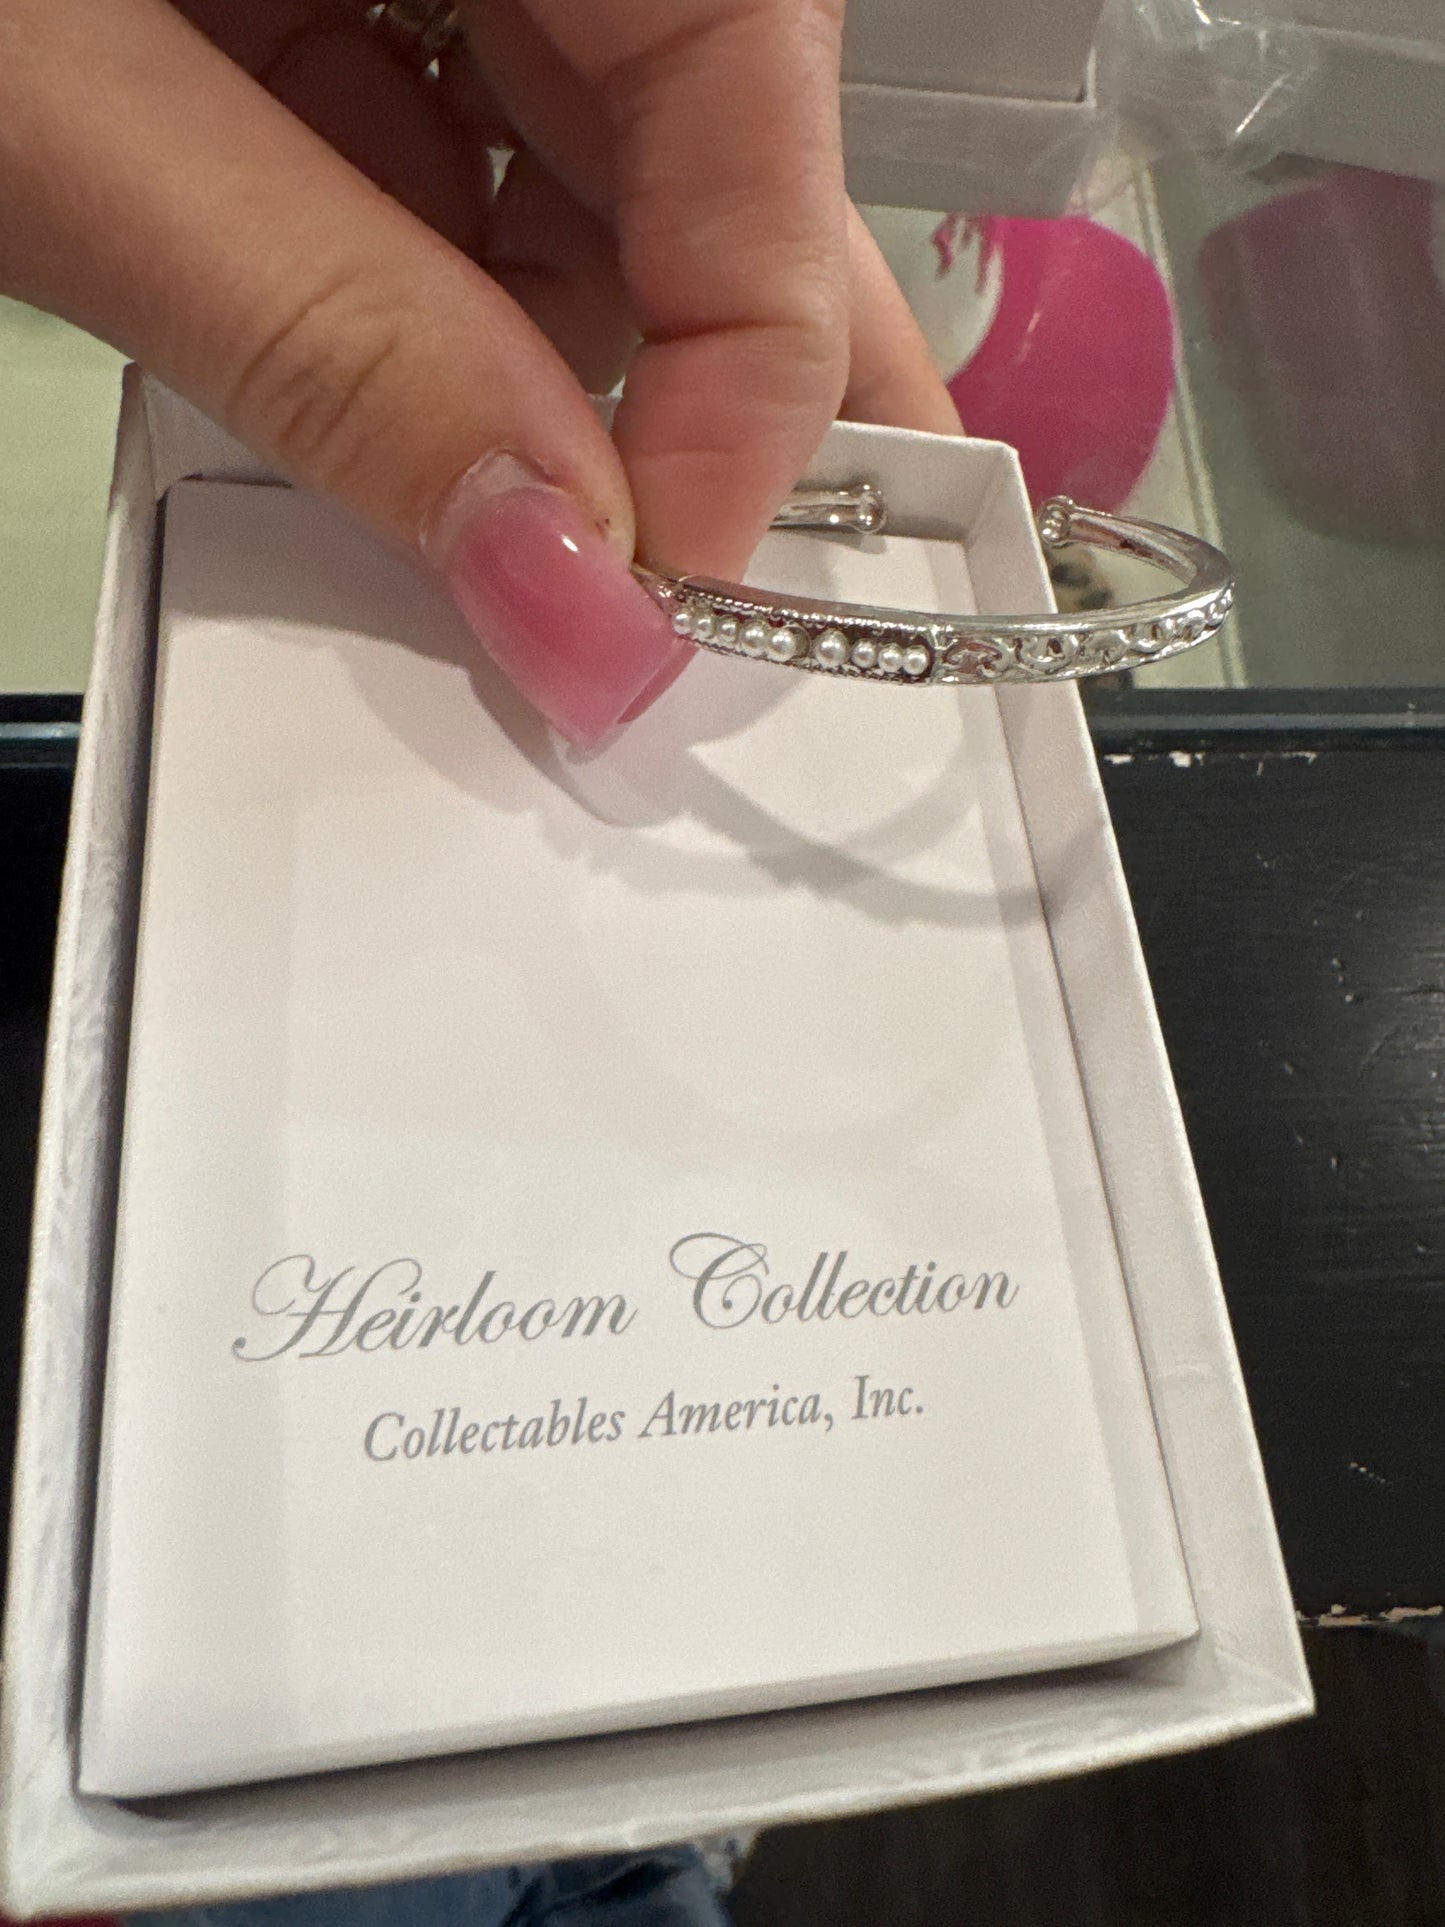 Heirloom Collection
Collectables America, Inc.